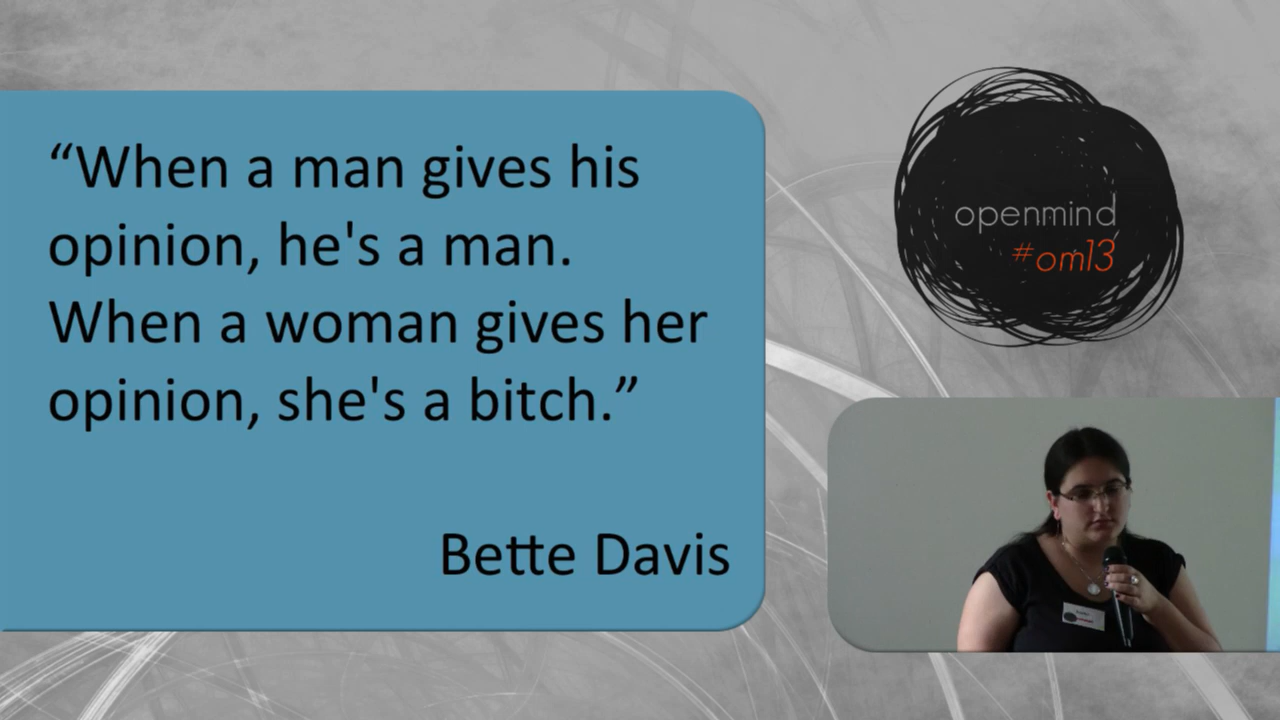 “When a man gives his
opinion, he's a man.
When a woman gives her
opinion, she's a bitch.”
Bette Davis
openmind
#om13